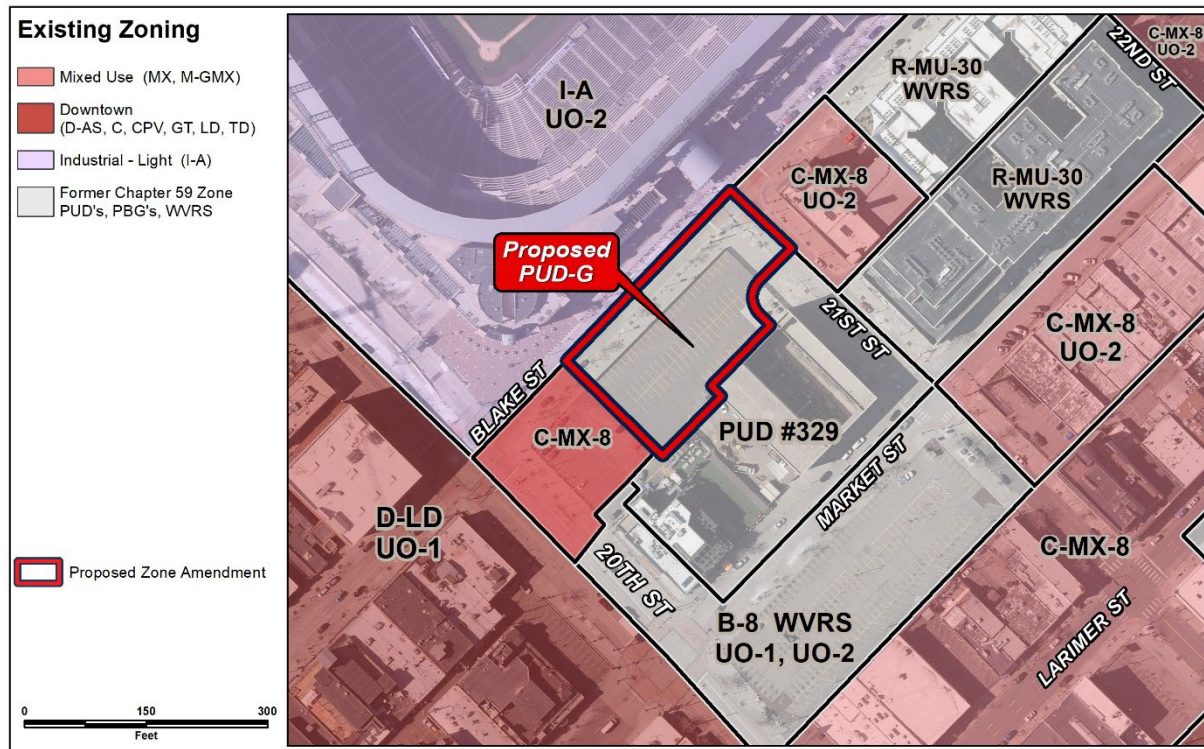 Existing Zoning
Mixed Use (MX, M-GMX)
Downtown
(D-AS, C, CPV, GT, LD, TD)
Industrial - Light (I-A)
Former Chapter 59 Zone
PUD's, PBG's, WVRS
Proposed Zone Amendment
0 150 300
Feet
I-A
UO-2
R-MU-30
WVRS
22ND ST
C-MX-8
UO-2
C-MX-8
UO-2
R-MU-30
WVRS
Proposed
PUD-G
21ST ST
C-MX-8
UO-2
BLAKE ST
C-MX-8
PUD #329
MARKET ST
D-LD
UO-1
20TH ST
C-MX-8
B-8 WVRS
UO-1, UO-2
LARIMER ST